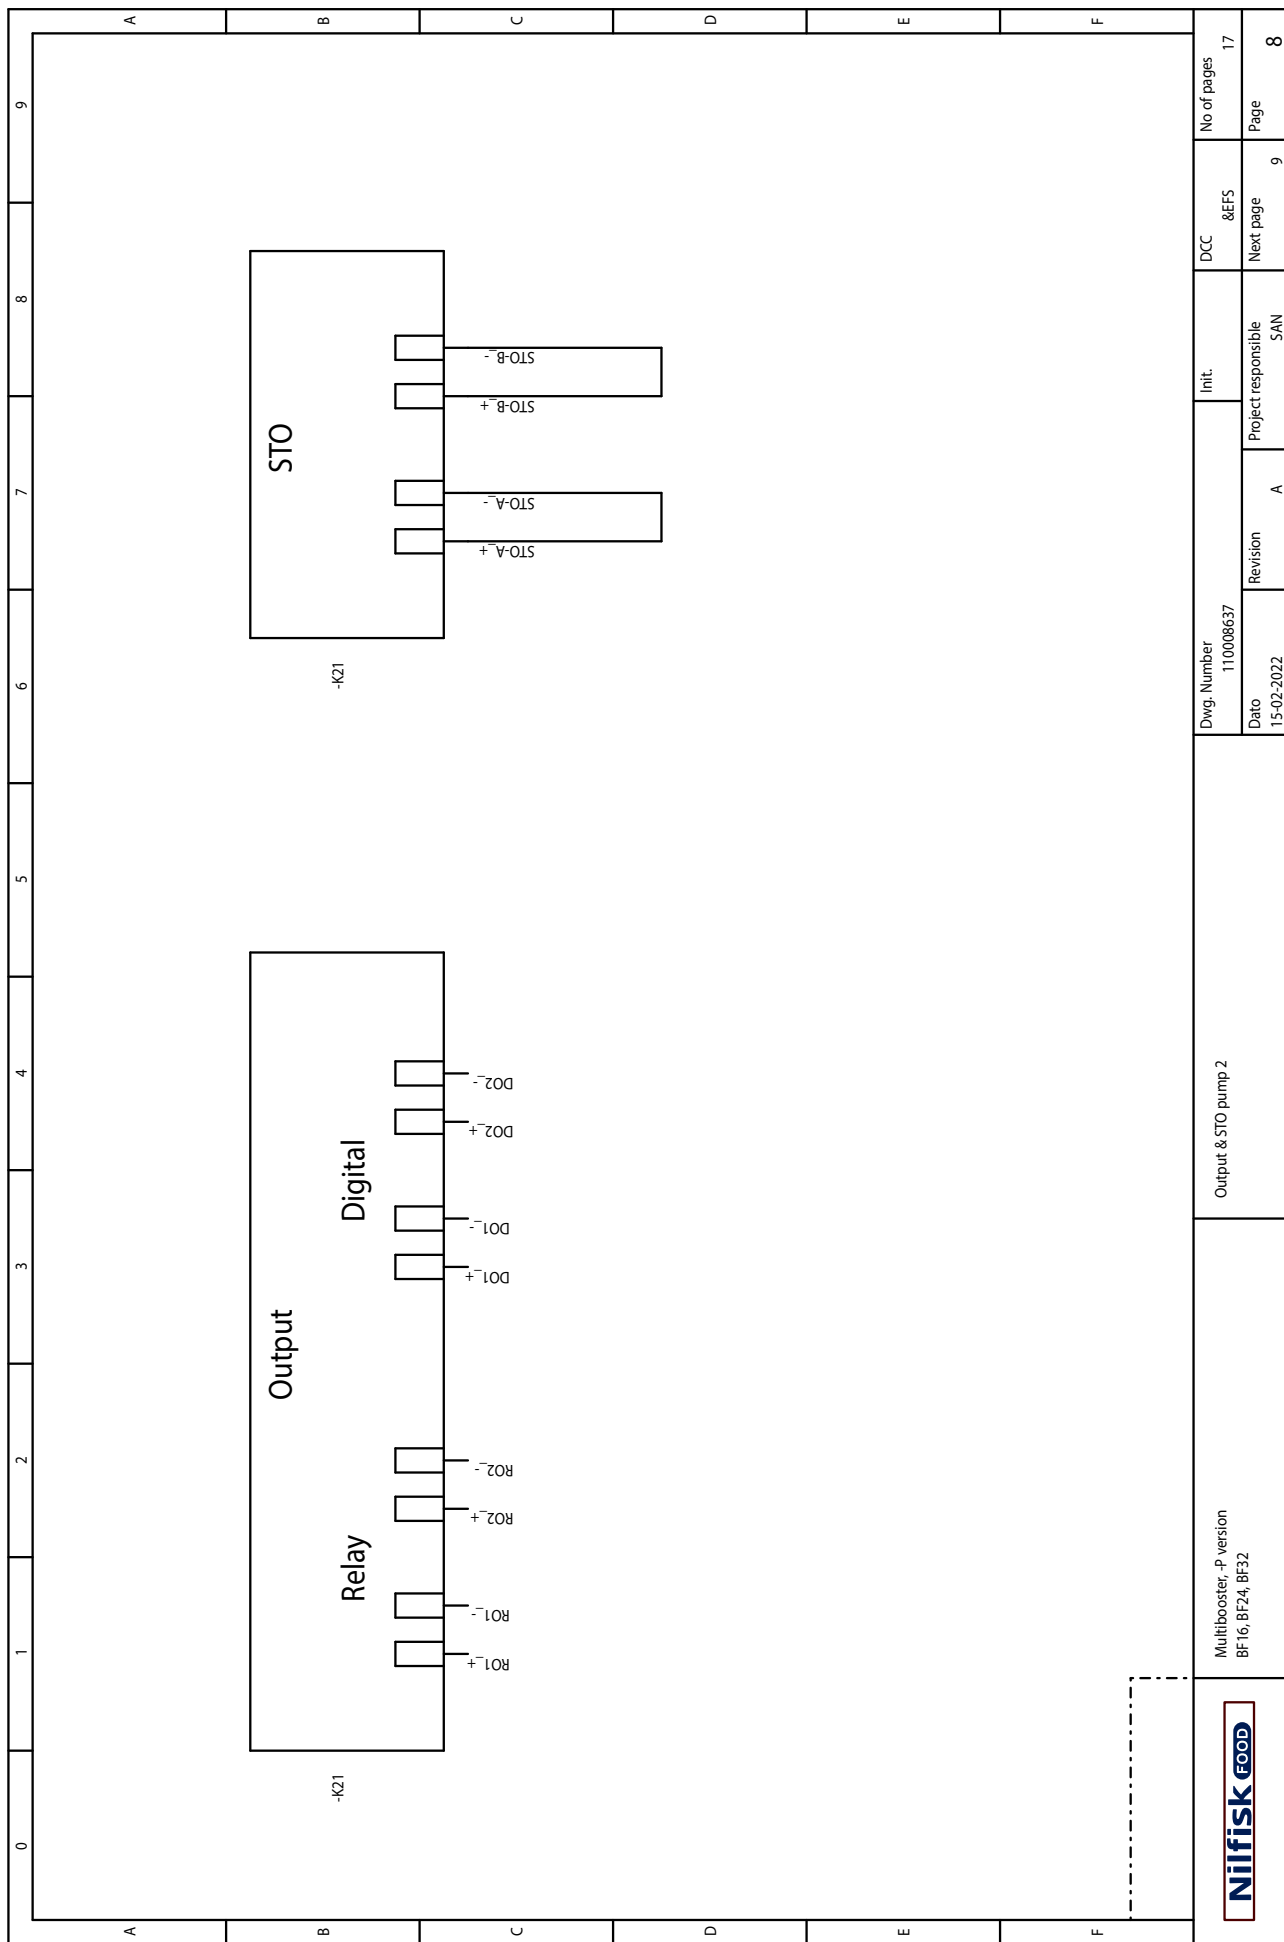 0 1 2 3 4 5 6 7 8 9
A A
B B
C C
D D
E E
F F
-K21
Output
Relay
Digital
RO1_+
RO1_-
RO2_+
RO2_-
DO1_+
DO1_-
DO2_+
DO2_-
-K21
STO
STO-A_+
STO-A_-
STO-B_+
STO-B_-
Nilfisk FOOD
Multibooster, -P version
BF16, BF24, BF32
Output & STO pump 2
Dwg. Number
110008637
Init.
DCC
&EFS
No of pages
17
Dato
15-02-2022
Revision
A
Project responsible
SAN
Next page
9
Page
8